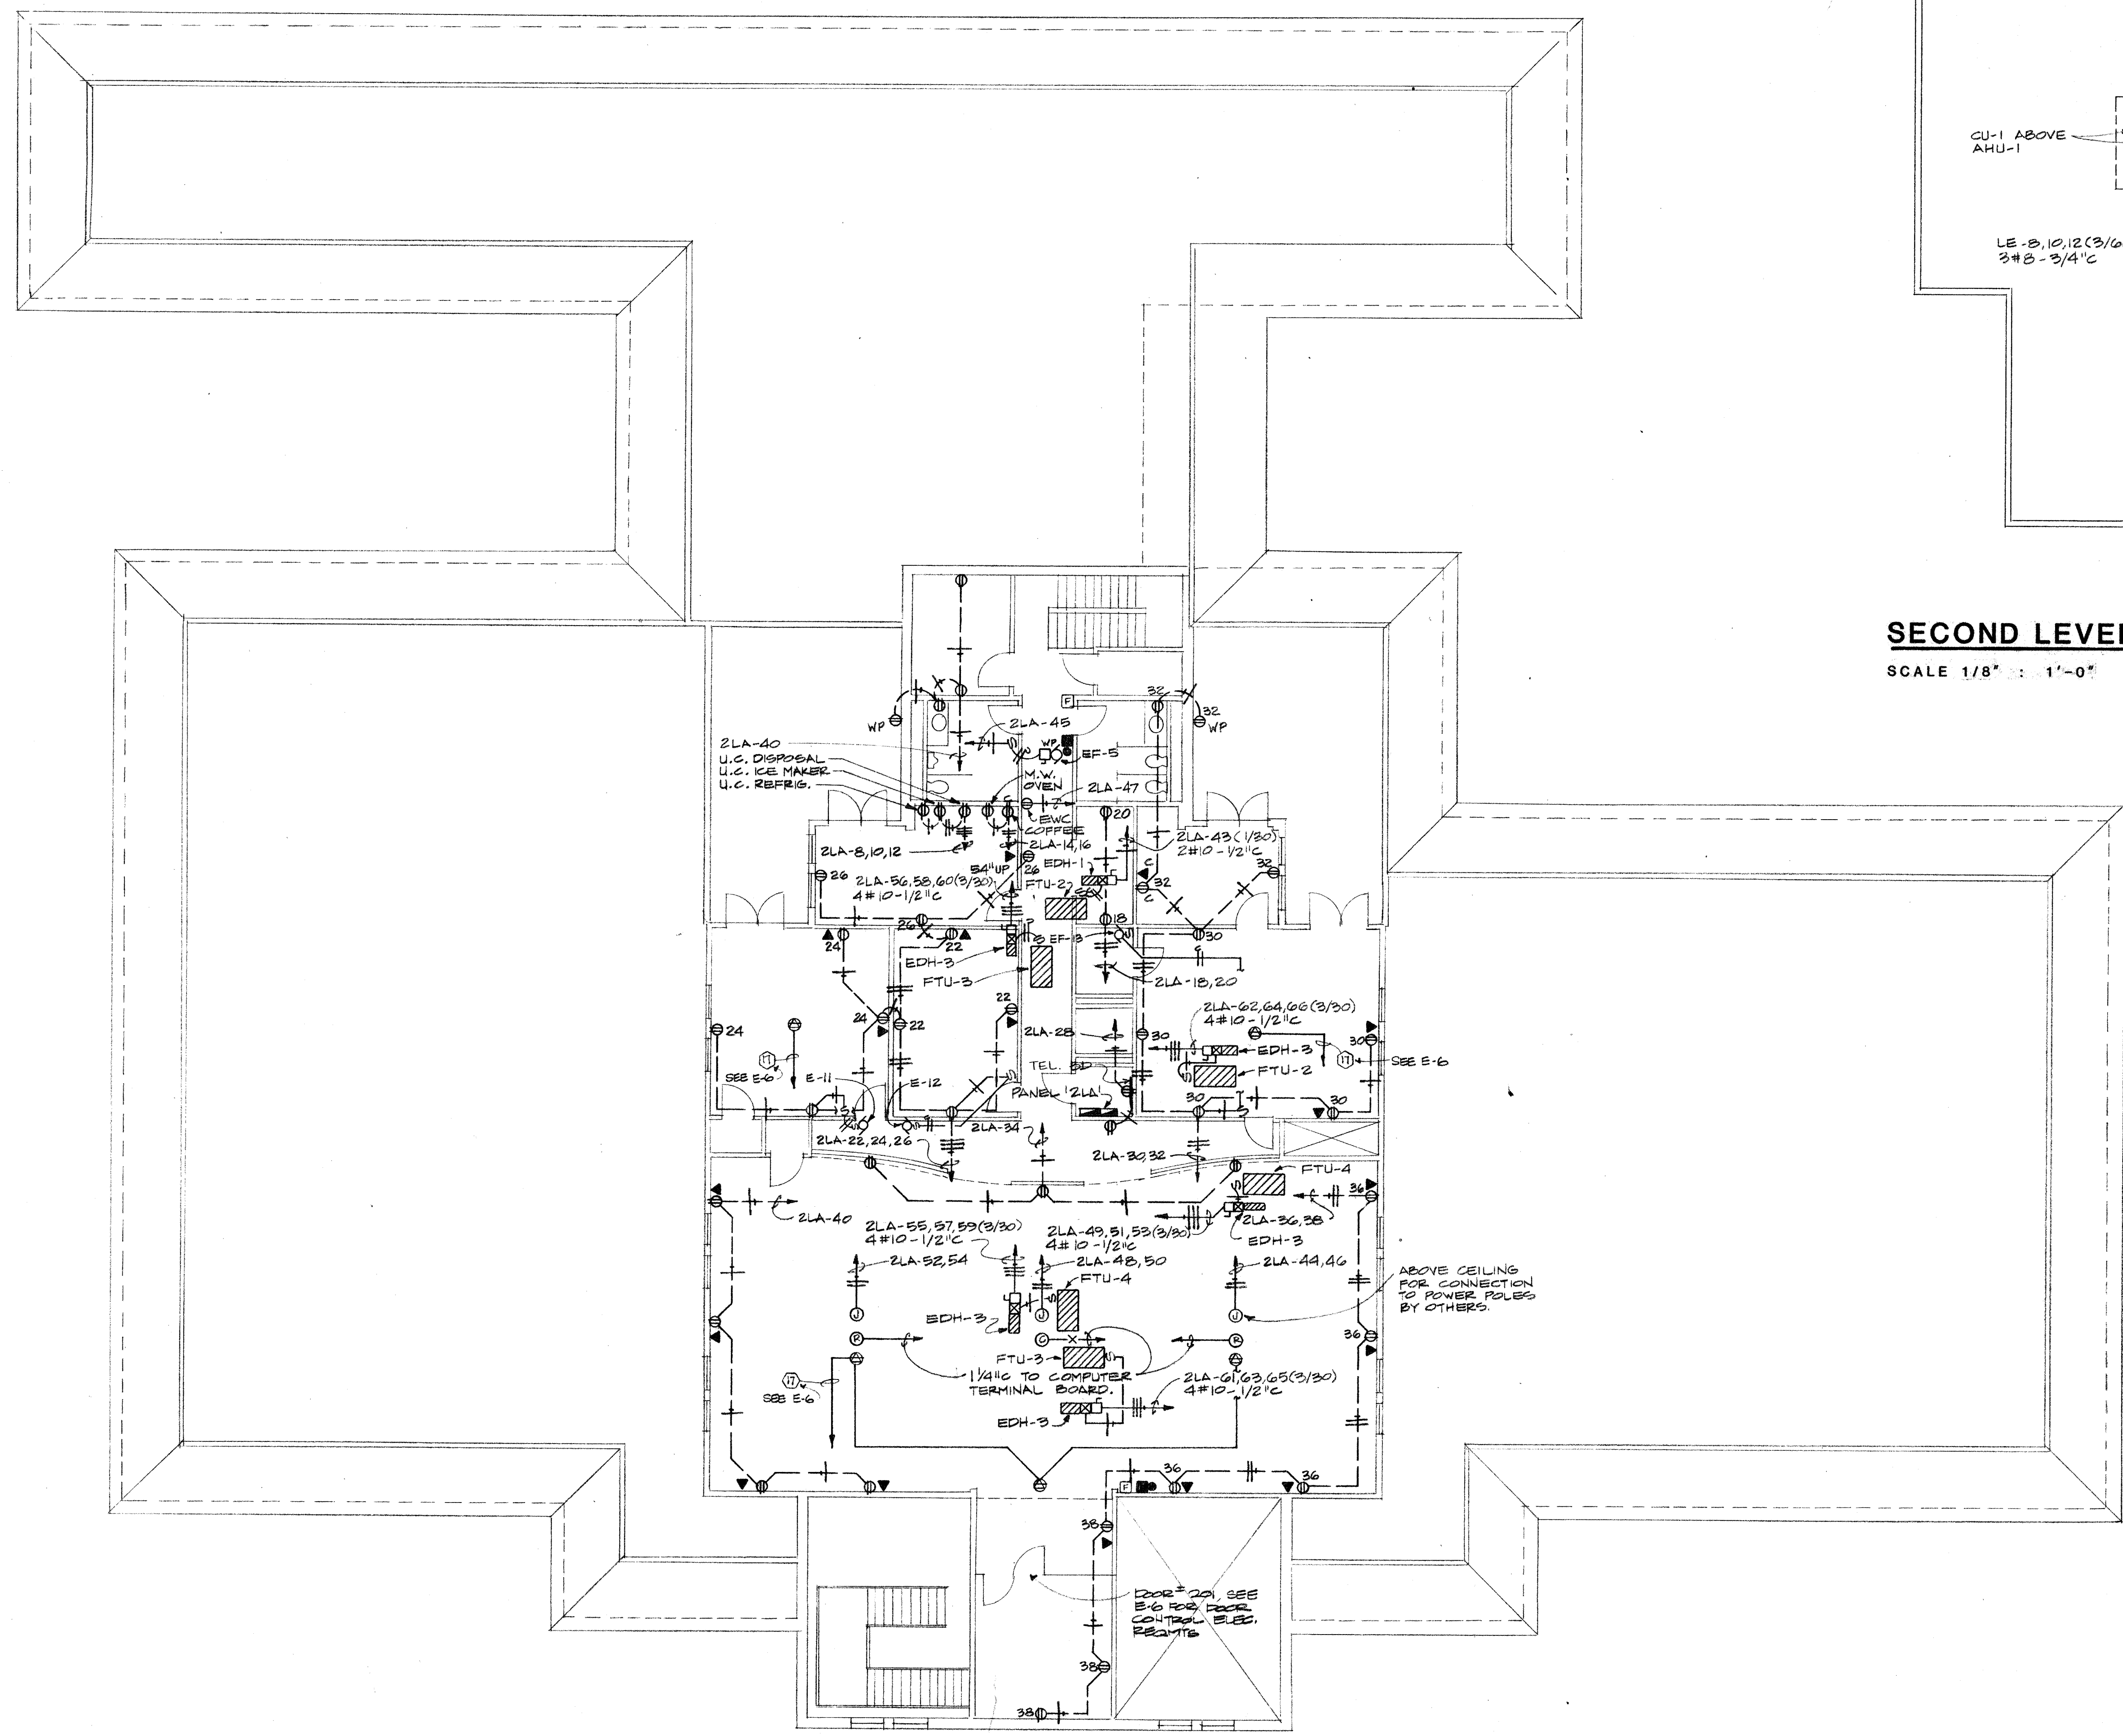 CU-1 ABOVE
AHU-1
LE-8,10,12(3/6
3#8-3/4"C
SECOND LEVEL
SCALE 1/8" : 1'-0"
32
32
WP
WP
2LA-45
WP
EF-5
F
2LA-40
U.C. DISPOSAL
U.C. ICE MAKER
U.C. REFRIG.
M.W.
OVEN
2LA-47
EWC
COFFEE
20
2LA-14,16
2LA-43(1/30)
2#10-1/2"C
2LA-8,10,12
54"UP
26
EDH-1
32
26
2LA-56,58,60(3/30)
4#10-1/2"C
FTU-2
C
32
C
26
18
24
22
EF-13
30
EDH-3
FTU-3
2LA-18,20
22
2LA-62,64,66(3/30)
4#10-1/2"C
24
24
22
2LA-28
30
30
17
SEE E-6
EDH-3
17
SEE E-6
E-11
E-12
TEL. BD
FTU-2
PANEL '2LA'
30
30
2LA-34
2LA-22,24,26
2LA-30,32
FTU-4
36
2LA-40
2LA-55,57,59(3/30)
4#10-1/2"C
2LA-49,51,53(3/30)
4#10-1/2"C
2LA-36,38
EDH-3
2LA-52,54
2LA-48,50
2LA-44,46
FTU-4
ABOVE CEILING
FOR CONNECTION
TO POWER POLES
BY OTHERS.
EDH-3
J
J
J
R
C
R
36
FTU-3
17
SEE E-6
1 1/4"C TO COMPUTER
TERMINAL BOARD.
2LA-61,63,65(3/30)
4#10-1/2"C
EDH-3
36
36
F
38
DOOR # 201, SEE
E-6 FOR DOOR
CONTROL ELEC.
REQMTS
38
38